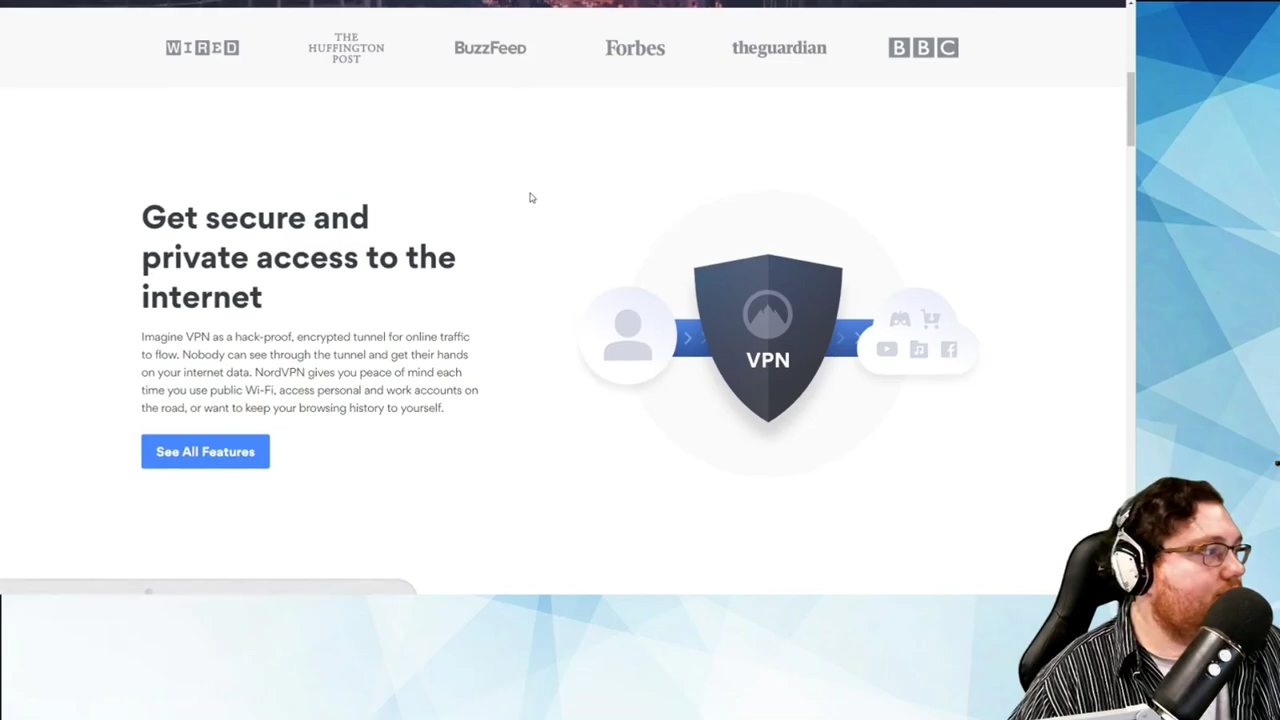 WIRED
THE
HUFFINGTON
POST
BuzzFeed
Forbes
theguardian
BBC
Get secure and
private access to the
internet
Imagine VPN as a hack-proof, encrypted tunnel for online traffic
to flow. Nobody can see through the tunnel and get their hands
on your internet data. NordVPN gives you peace of mind each
time you use public Wi-Fi, access personal and work accounts on
the road, or want to keep your browsing history to yourself.
See All Features
VPN